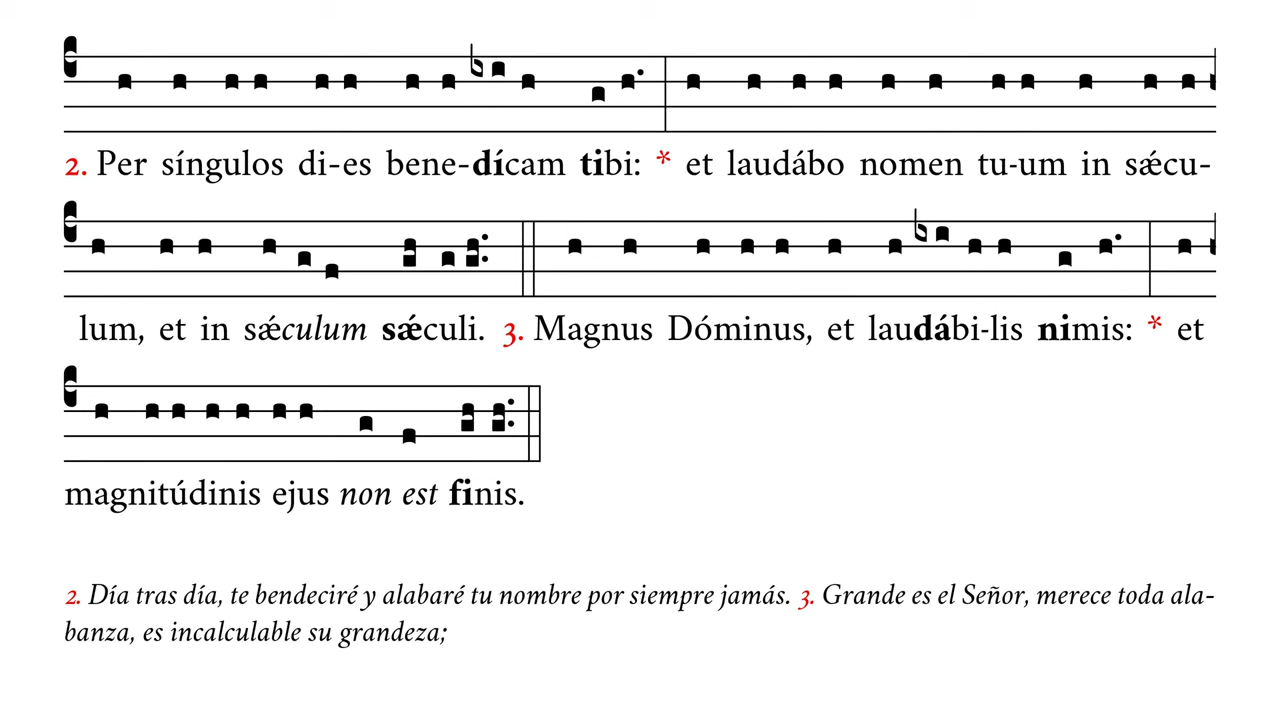 2. Per síngulos di-es bene-dícam tibi: * et laudábo nomen tu-um in sǽcu-
lum, et in sǽculum sǽculi. 3. Magnus Dóminus, et laudábi-lis nimis: * et
magnitúdinis ejus non est finis.
2. Día tras día, te bendeciré y alabaré tu nombre por siempre jamás. 3. Grande es el Señor, merece toda ala-
banza, es incalculable su grandeza;